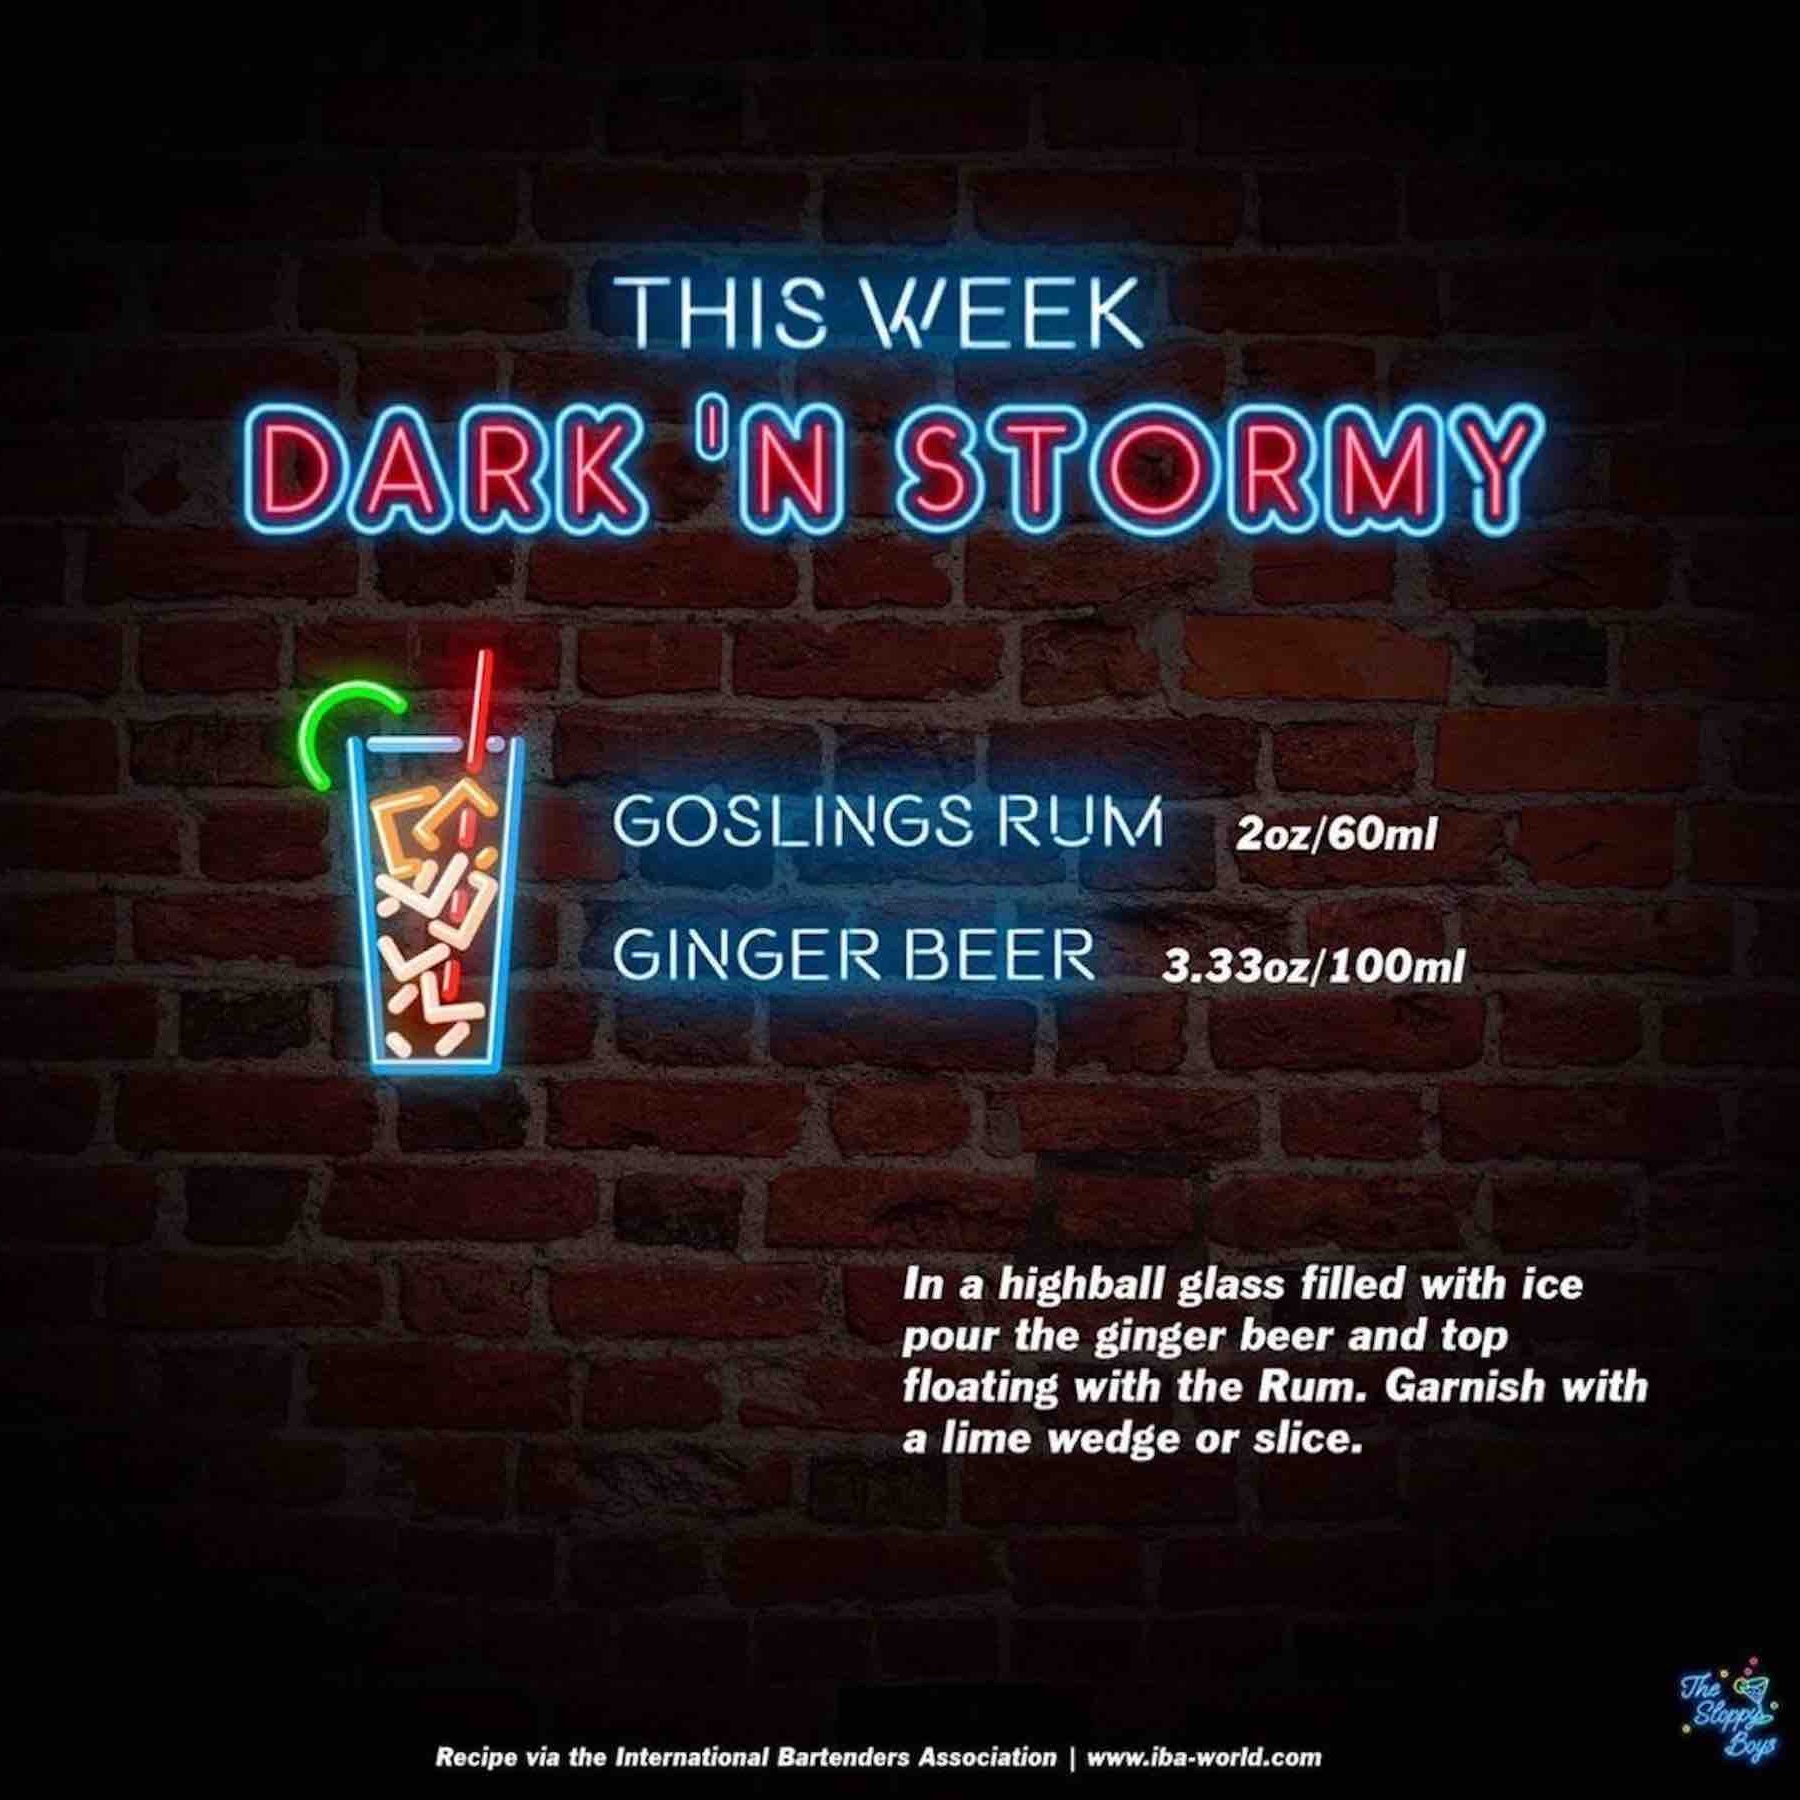 THIS WEEK
DARK 'N STORMY
GOSLINGS RUM 2oz/60ml
GINGER BEER 3.33oz/100ml
In a highball glass filled with ice
pour the ginger beer and top
floating with the Rum. Garnish with
a lime wedge or slice.
The
Sloppy
Boys
Recipe via the International Bartenders Association | www.iba-world.com